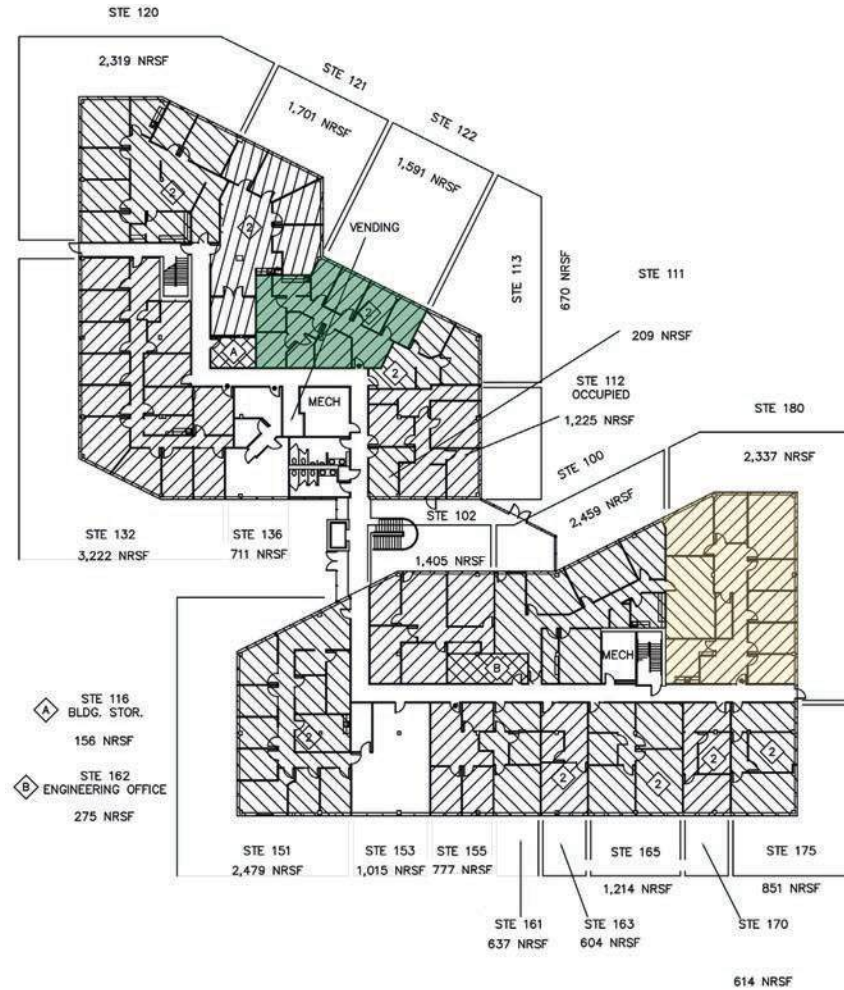 STE 120
2,319 NRSF
STE 121
1,701 NRSF
STE 122
1,591 NRSF
VENDING
STE 113
670 NRSF
STE 111
209 NRSF
STE 112
OCCUPIED
1,225 NRSF
STE 180
2,337 NRSF
STE 100
2,459 NRSF
2
2
2
2
A
MECH
STE 132
3,222 NRSF
STE 136
711 NRSF
STE 102
1,405 NRSF
MECH
B
A
STE 116
BLDG. STOR.
156 NRSF
B
STE 162
ENGINEERING OFFICE
275 NRSF
2
2
2
2
2
STE 151
2,479 NRSF
STE 153
1,015 NRSF
STE 155
777 NRSF
STE 165
1,214 NRSF
STE 175
851 NRSF
STE 161
637 NRSF
STE 163
604 NRSF
STE 170
614 NRSF